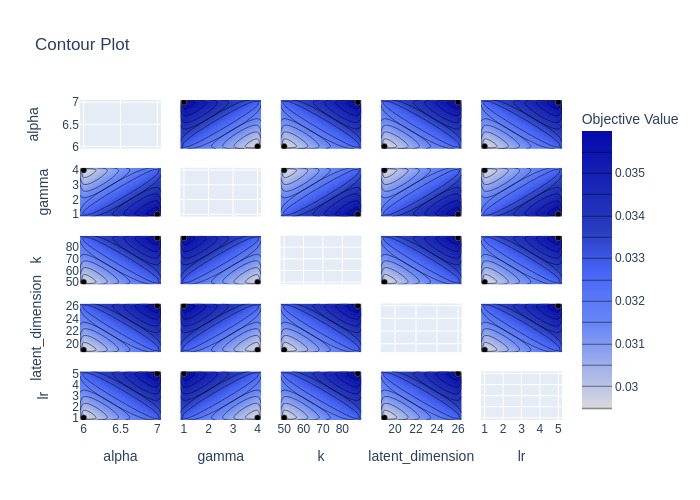 Contour Plot
Objective Value
alpha
7
6.5
6
gamma
4
3
2
1
k
80
70
60
50
latent_dimension
26
24
22
20
lr
5
4
3
2
1
6 6.5 7 1 2 3 4 50 60 70 80 20 22 24 26 1 2 3 4 5
alpha gamma k latent_dimension lr
0.035
0.034
0.033
0.032
0.031
0.03